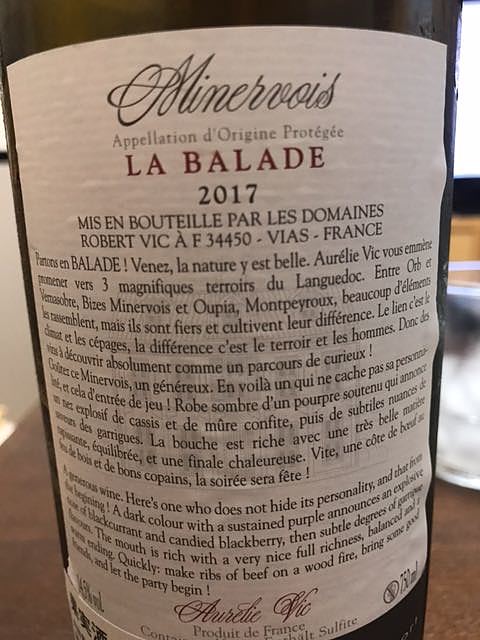 Minervois
Appellation d'Origine Protégée
LA BALADE
2017
MIS EN BOUTEILLE PAR LES DOMAINES
ROBERT VIC À F 34450 - VIAS - FRANCE
Partons en BALADE ! Venez, la nature y est belle. Aurélie Vic vous emmène
promener vers 3 magnifiques terroirs du Languedoc. Entre Orb et
Vernasobre, Bizes Minervois et Oupia, Montpeyroux, beaucoup d'éléments
les rassemblent, mais ils sont fiers et cultivent leur différence. Le lien c'est le
climat et les cépages, la différence c'est le terroir et les hommes. Donc des
vins à découvrir absolument comme un parcours de curieux !
Goûtez ce Minervois, un généreux. En voilà un qui ne cache pas sa personna-
lité, et cela d'entrée de jeu ! Robe sombre d'un pourpre soutenu qui annonce
un nez explosif de cassis et de mûre confite, puis de subtiles nuances de
senteurs des garrigues. La bouche est riche avec une très belle matière
imposante, équilibrée, et une finale chaleureuse. Vite, une côte de bœuf au
feu de bois et de bons copains, la soirée sera fête !
A generous wine. Here's one who does not hide its personality, and that from
the beginning ! A dark colour with a sustained purple announces an explosive
nose of blackcurrant and candied blackberry, then subtle degrees of garrigue
The mouth is rich with a very nice full richness, balanced and a
warm ending. Quickly: make ribs of beef on a wood fire, bring some good
friends, and let the party begin !
14,5%
750 ml
Aurélie Vic
Produit de France
Sulfite